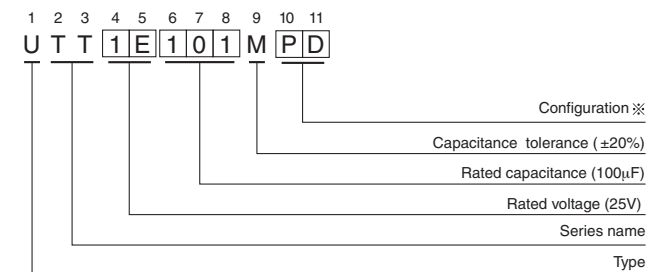 1 2 3 4 5 6 7 8 9 10 11
U T T 1 E 1 0 1 M P D
Configuration ※
Capacitance tolerance (±20%)
Rated capacitance (100μF)
Rated voltage (25V)
Series name
Type